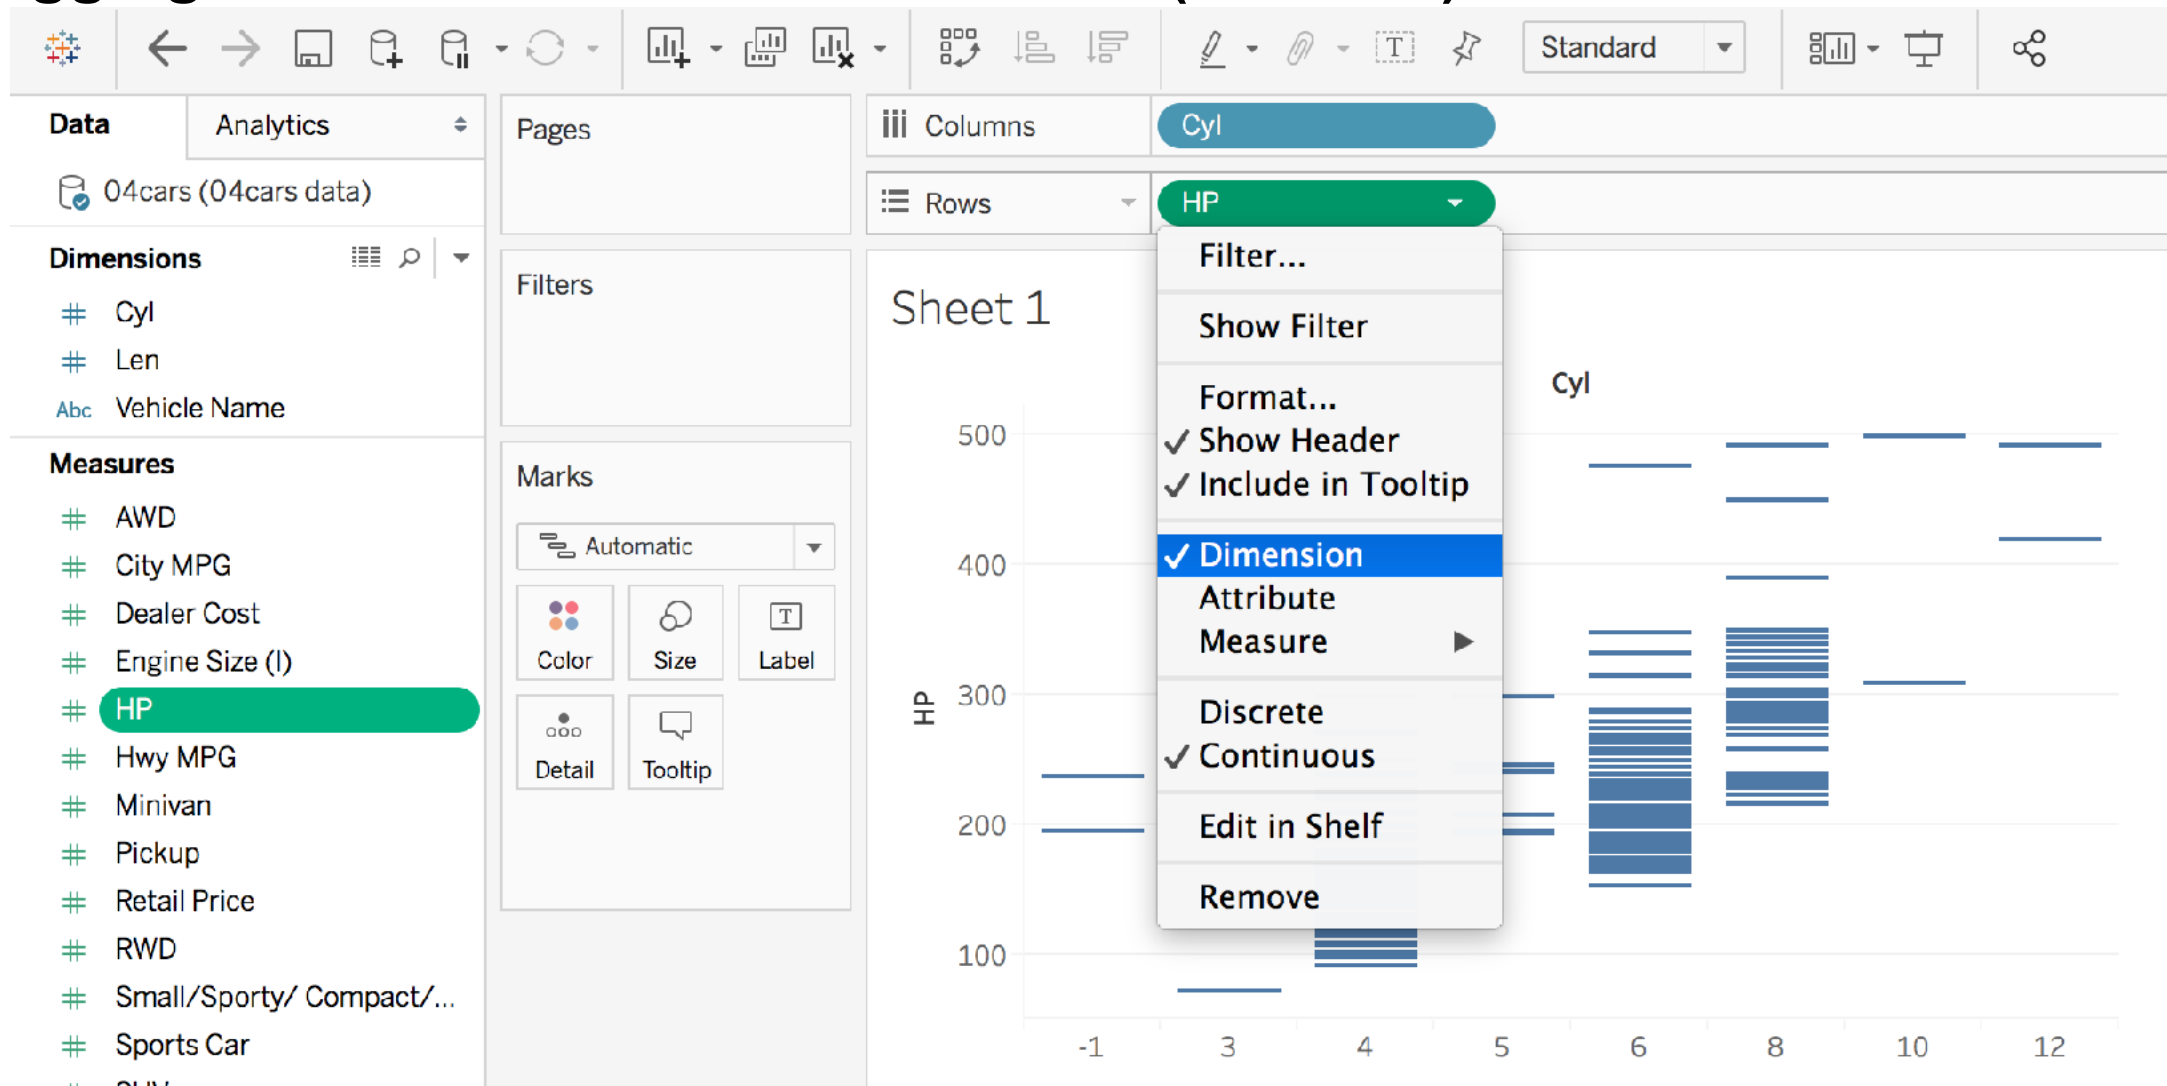 Standard
Data
Analytics
04cars (04cars data)
Dimensions
Cyl
Len
Abc Vehicle Name
Measures
AWD
City MPG
Dealer Cost
Engine Size (l)
HP
Hwy MPG
Minivan
Pickup
Retail Price
RWD
Small/Sporty/ Compact/...
Sports Car
Pages
Filters
Marks
Automatic
Color
Size
T
Label
Detail
Tooltip
Columns
Cyl
Rows
HP
Sheet 1
Filter...
Show Filter
Format...
Show Header
Include in Tooltip
Dimension
Attribute
Measure
Discrete
Continuous
Edit in Shelf
Remove
Cyl
HP
500
400
300
200
100
-1 3 4 5 6 8 10 12